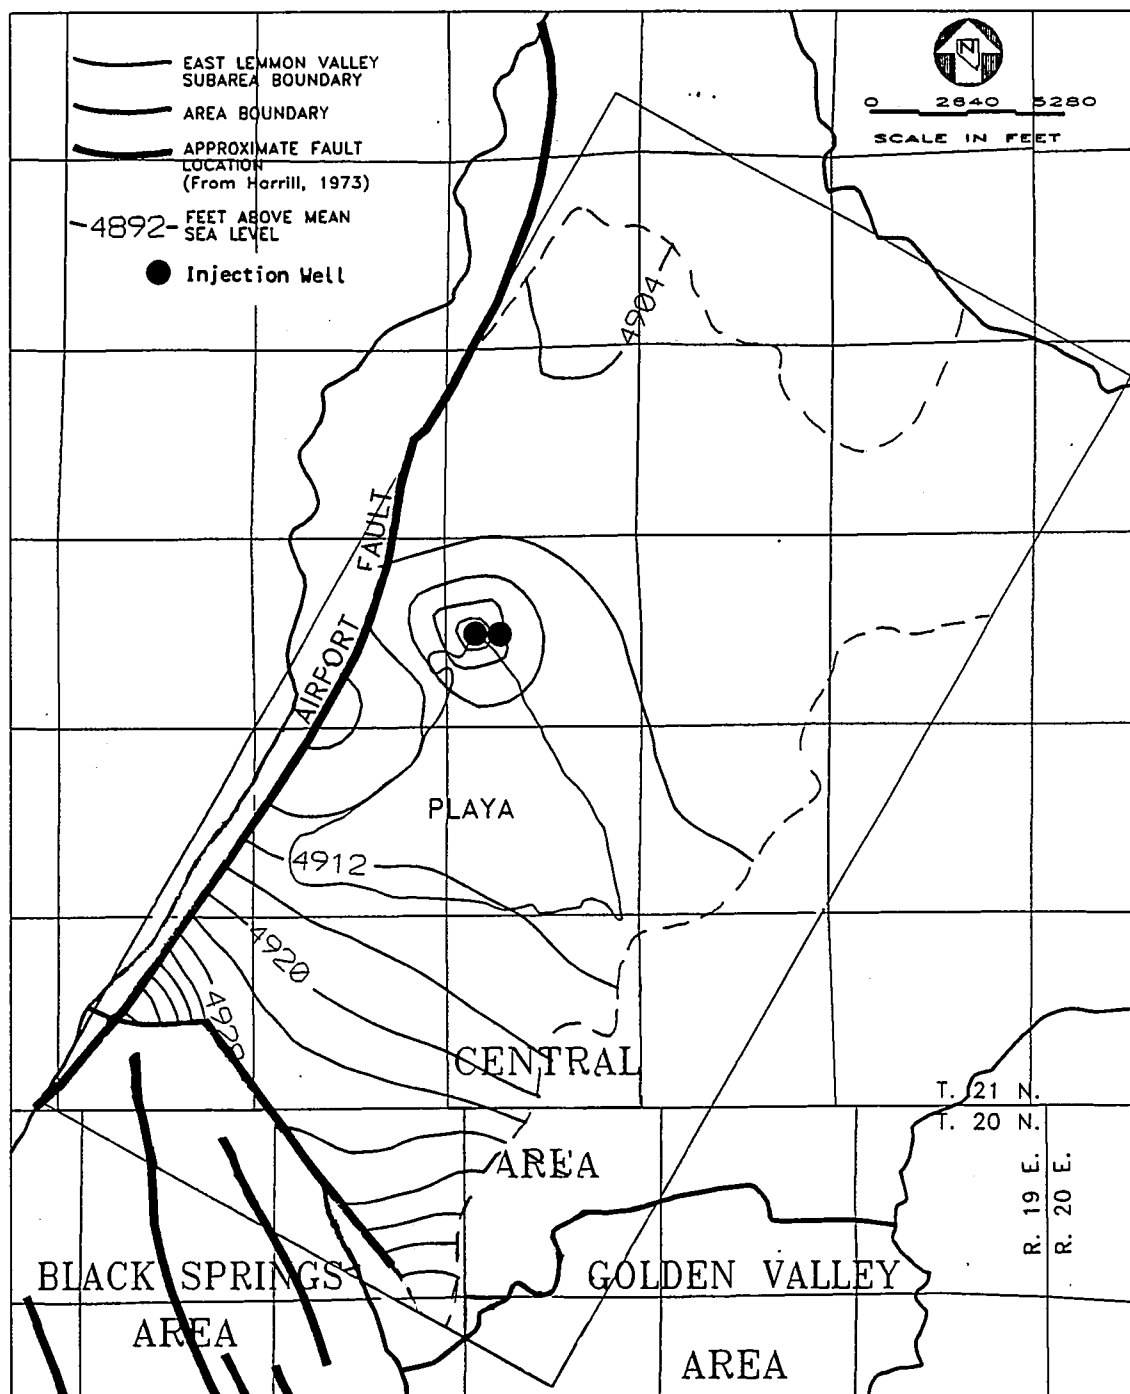 EAST LEMMON VALLEY
SUBAREA BOUNDARY
AREA BOUNDARY
APPROXIMATE FAULT
LOCATION
(From Harrill, 1973)
-4892- FEET ABOVE MEAN
SEA LEVEL
Injection Well
N
0 2640 5280
SCALE IN FEET
4904
AIRPORT FAULT
PLAYA
4912
4920
4928
CENTRAL
AREA
T. 21 N.
T. 20 N.
R. 19 E.
R. 20 E.
BLACK SPRINGS
AREA
GOLDEN VALLEY
AREA